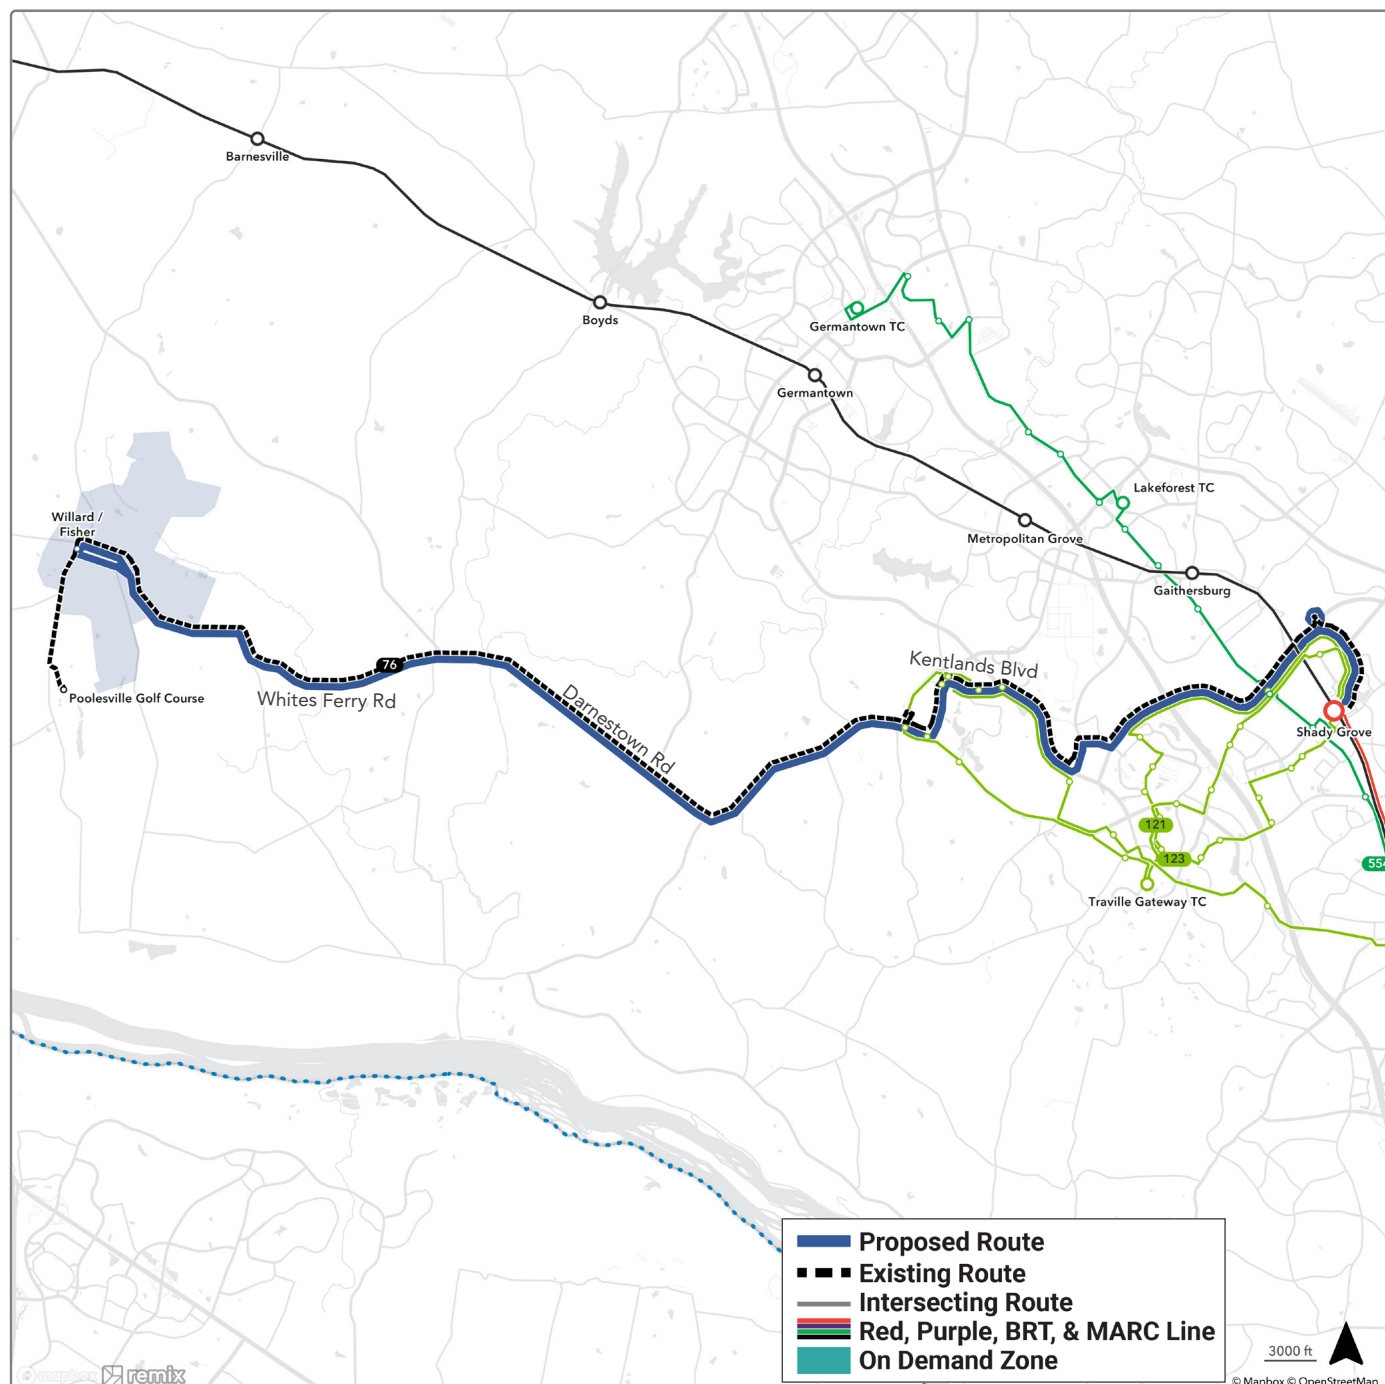 Barnesville
Boyds
Germantown TC
Germantown
Lakeforest TC
Willard /
Fisher
Metropolitan Grove
Gaithersburg
Kentlands Blvd
76
Poolesville Golf Course
Whites Ferry Rd
Darnestown Rd
Shady Grove
121
123
554
Traville Gateway TC
Proposed Route
Existing Route
Intersecting Route
Red, Purple, BRT, & MARC Line
On Demand Zone
3000 ft
mapbox remix
© Mapbox © OpenStreetMap